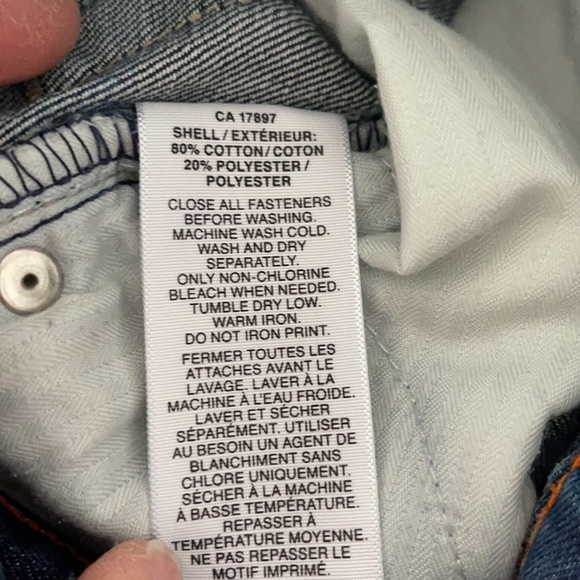 CA 17897
SHELL / EXTÉRIEUR:
80% COTTON / COTON
20% POLYESTER /
POLYESTER
CLOSE ALL FASTENERS
BEFORE WASHING.
MACHINE WASH COLD.
WASH AND DRY
SEPARATELY.
ONLY NON-CHLORINE
BLEACH WHEN NEEDED.
TUMBLE DRY LOW.
WARM IRON.
DO NOT IRON PRINT.
FERMER TOUTES LES
ATTACHES AVANT LE
LAVAGE. LAVER À LA
MACHINE À L'EAU FROIDE.
LAVER ET SÉCHER
SÉPARÉMENT. UTILISER
AU BESOIN UN AGENT DE
BLANCHIMENT SANS
CHLORE UNIQUEMENT.
SÉCHER À LA MACHINE
À BASSE TEMPÉRATURE.
REPASSER À
TEMPÉRATURE MOYENNE.
NE PAS REPASSER LE
MOTIF IMPRIMÉ.